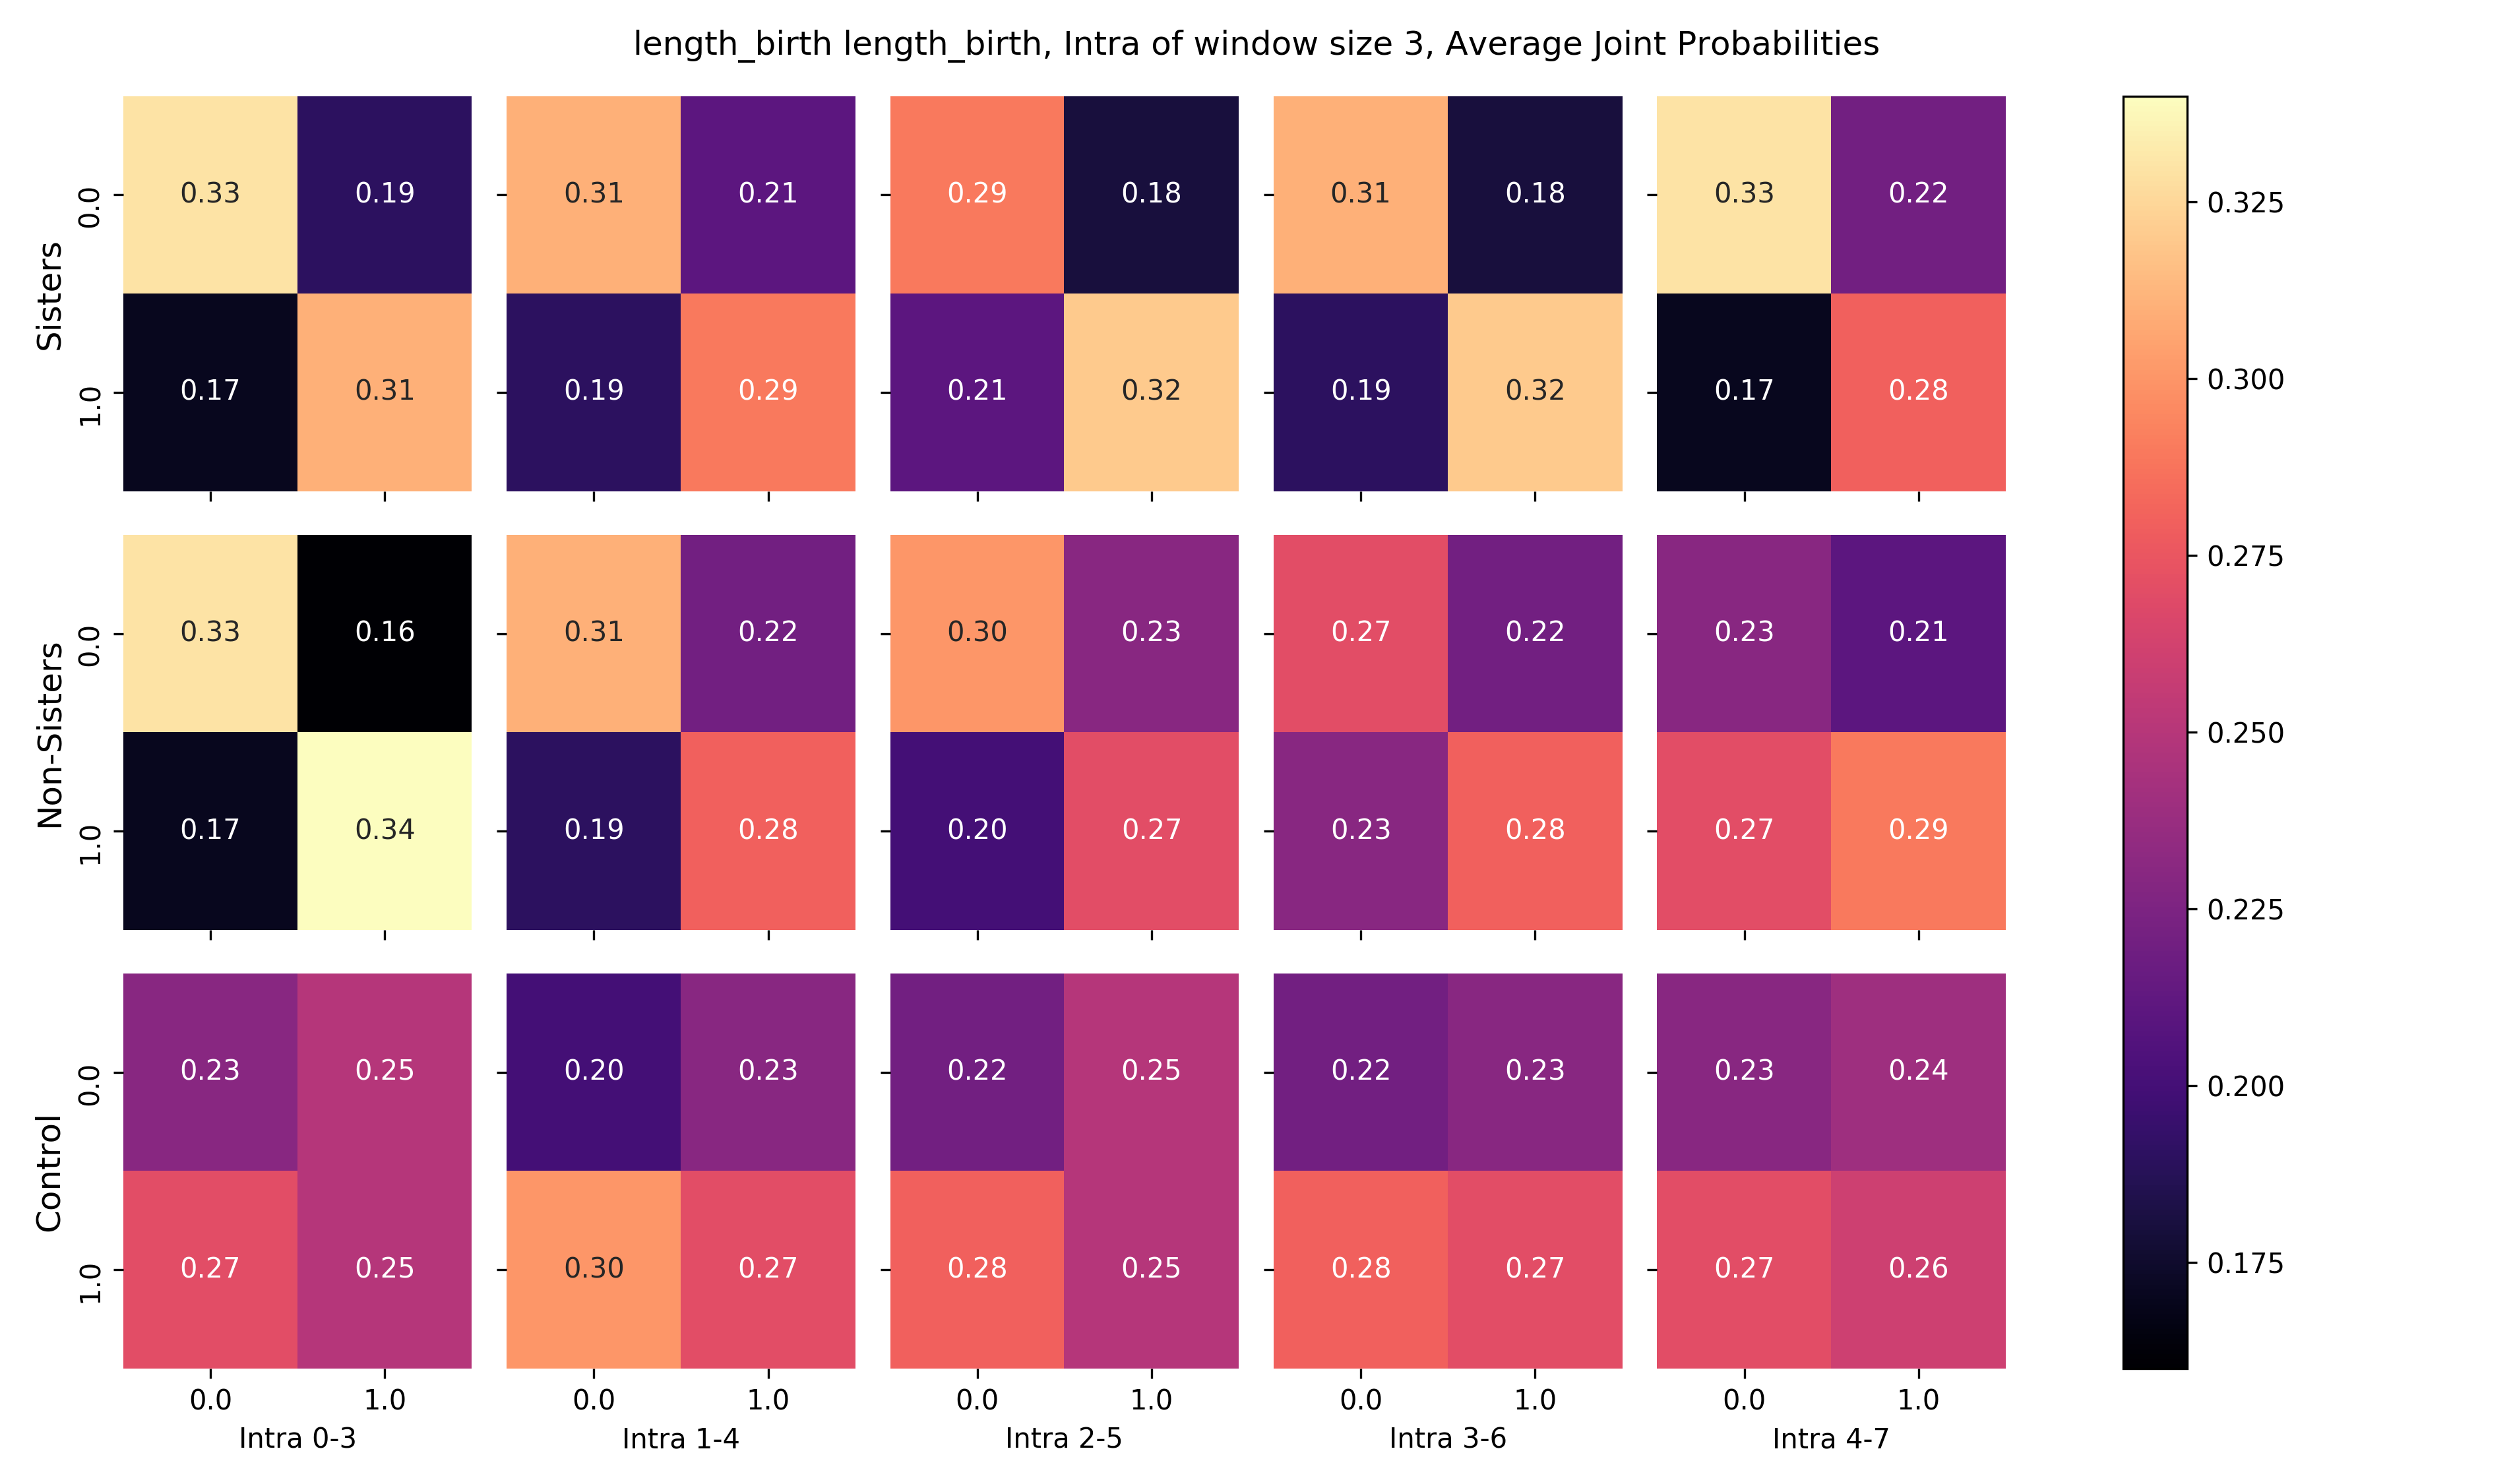 length_birth length_birth, Intra of window size 3, Average Joint Probabilities
Sisters
0.0
0.33 0.19 0.31 0.21 0.29 0.18 0.31 0.18 0.33 0.22
1.0
0.17 0.31 0.19 0.29 0.21 0.32 0.19 0.32 0.17 0.28
Non-Sisters
0.0
0.33 0.16 0.31 0.22 0.30 0.23 0.27 0.22 0.23 0.21
1.0
0.17 0.34 0.19 0.28 0.20 0.27 0.23 0.28 0.27 0.29
Control
0.0
0.23 0.25 0.20 0.23 0.22 0.25 0.22 0.23 0.23 0.24
1.0
0.27 0.25 0.30 0.27 0.28 0.25 0.28 0.27 0.27 0.26
0.0 1.0 0.0 1.0 0.0 1.0 0.0 1.0 0.0 1.0
Intra 0-3 Intra 1-4 Intra 2-5 Intra 3-6 Intra 4-7
0.325
0.300
0.275
0.250
0.225
0.200
0.175